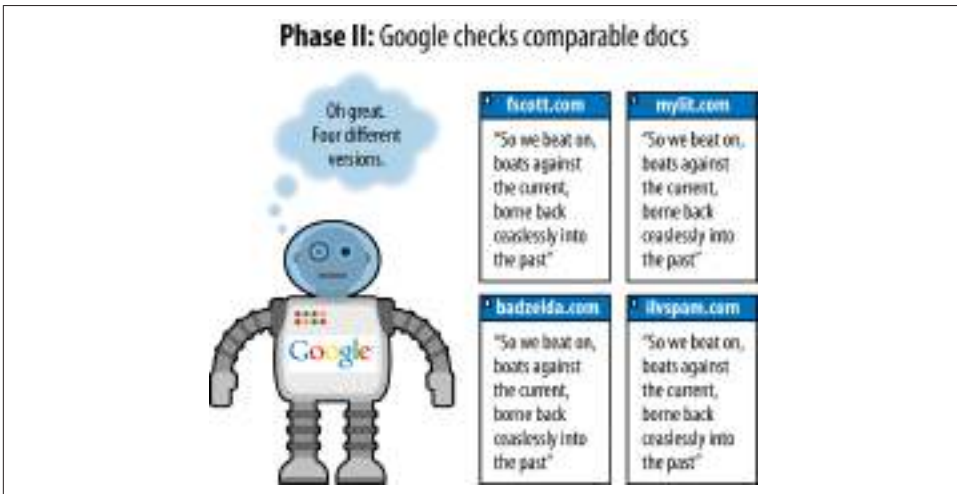 Phase II: Google checks comparable docs
Oh great.
Four different
versions.
Google
fscott.com
"So we beat on,
boats against
the current,
borne back
ceaslessly into
the past"
mylit.com
"So we beat on,
boats against
the current,
borne back
ceaslessly into
the past"
badzelda.com
"So we beat on,
boats against
the current,
borne back
ceaslessly into
the past"
ilvspam.com
"So we beat on,
boats against
the current,
borne back
ceaslessly into
the past"